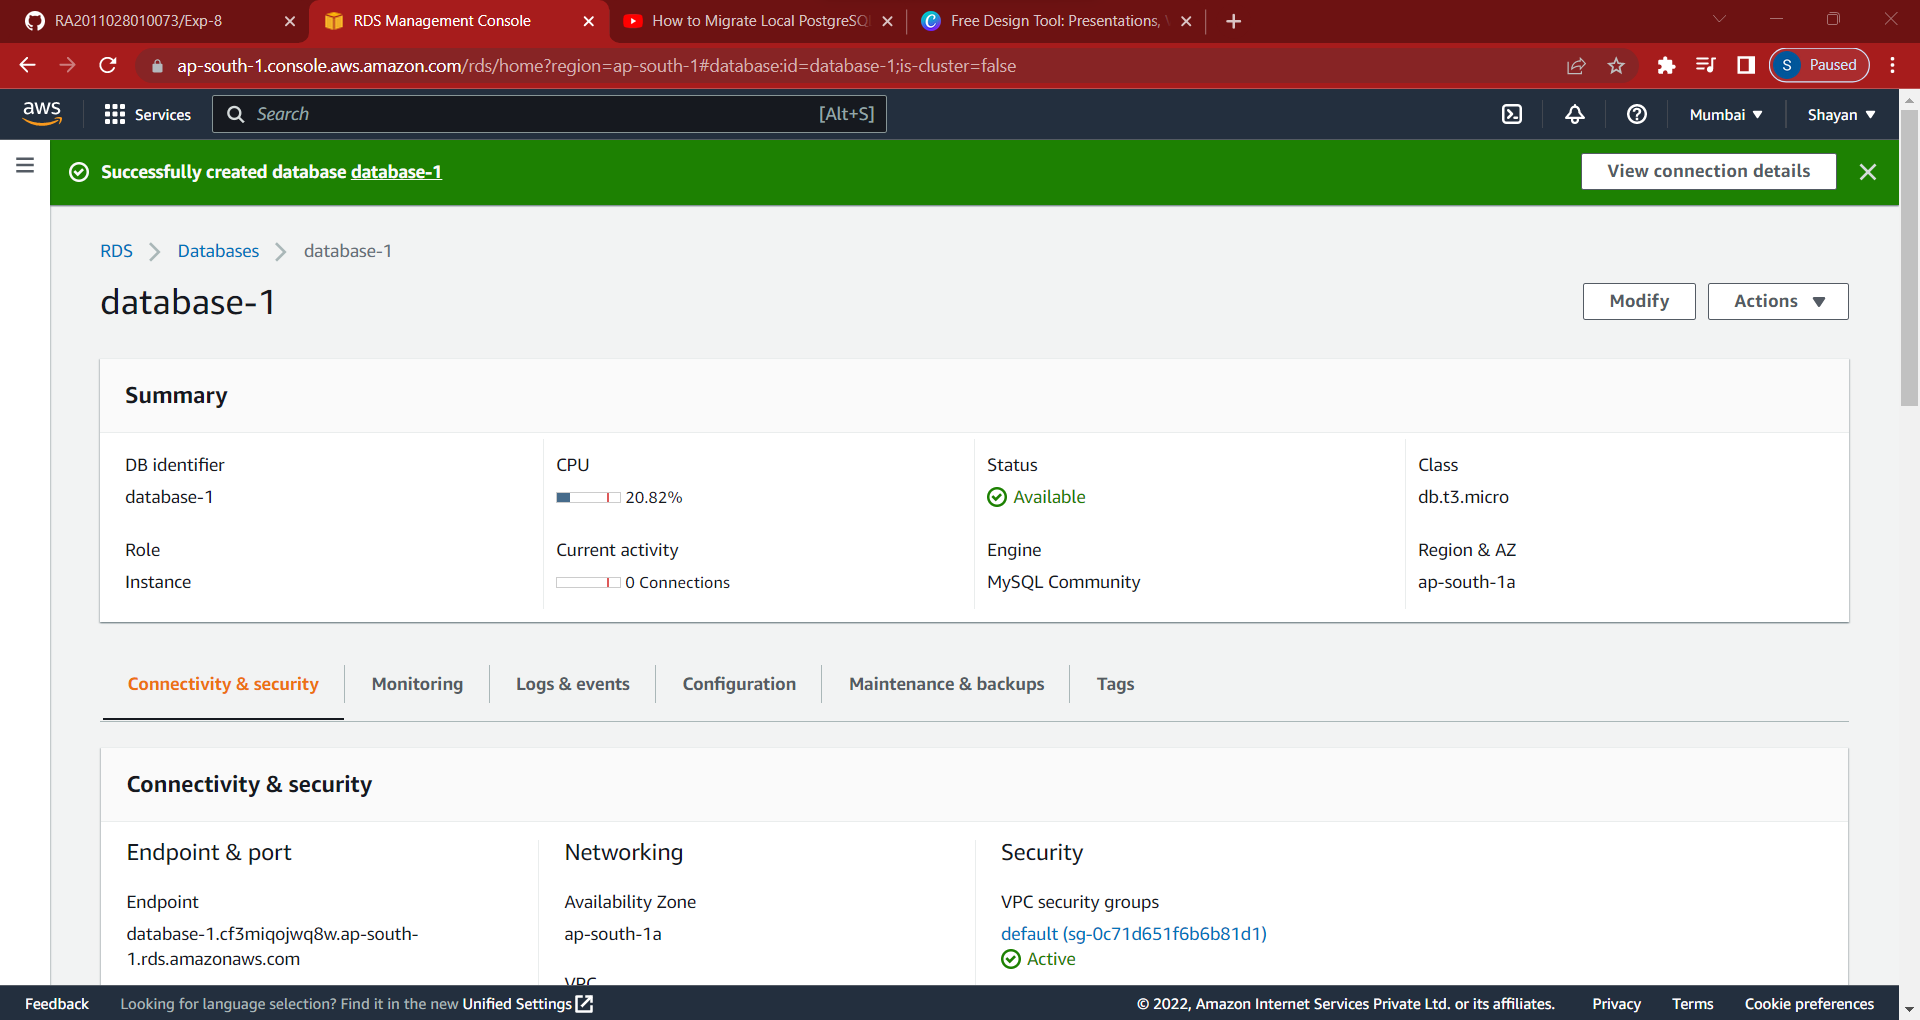 RA2011028010073/Exp-8
RDS Management Console
How to Migrate Local PostgreSQL
Free Design Tool: Presentations,
ap-south-1.console.aws.amazon.com/rds/home?region=ap-south-1#database:id=database-1;is-cluster=false
S Paused
aws
Services
Search [Alt+S]
Mumbai
Shayan
Successfully created database database-1
View connection details
RDS Databases database-1
database-1
Modify
Actions
Summary
DB identifier CPU Status Class
database-1 20.82% Available db.t3.micro
Role Current activity Engine Region & AZ
Instance 0 Connections MySQL Community ap-south-1a
Connectivity & security Monitoring Logs & events Configuration Maintenance & backups Tags
Connectivity & security
Endpoint & port Networking Security
Endpoint Availability Zone VPC security groups
database-1.cf3miqojwq8w.ap-south- ap-south-1a default (sg-0c71d651f6b6b81d1)
1.rds.amazonaws.com Active
VPC
Feedback Looking for language selection? Find it in the new Unified Settings © 2022, Amazon Internet Services Private Ltd. or its affiliates. Privacy Terms Cookie preferences